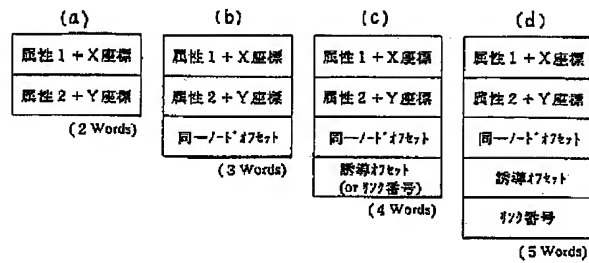 (a)
属性1+X座標
属性2+Y座標
(2 Words)
(b)
属性1+X座標
属性2+Y座標
同一ﾉｰﾄﾞｵﾌｾｯﾄ
(3 Words)
(c)
属性1+X座標
属性2+Y座標
同一ﾉｰﾄﾞｵﾌｾｯﾄ
誘導ｵﾌｾｯﾄ
(or ﾘﾝｸ番号)
(4 Words)
(d)
属性1+X座標
属性2+Y座標
同一ﾉｰﾄﾞｵﾌｾｯﾄ
誘導ｵﾌｾｯﾄ
ﾘﾝｸ番号
(5 Words)